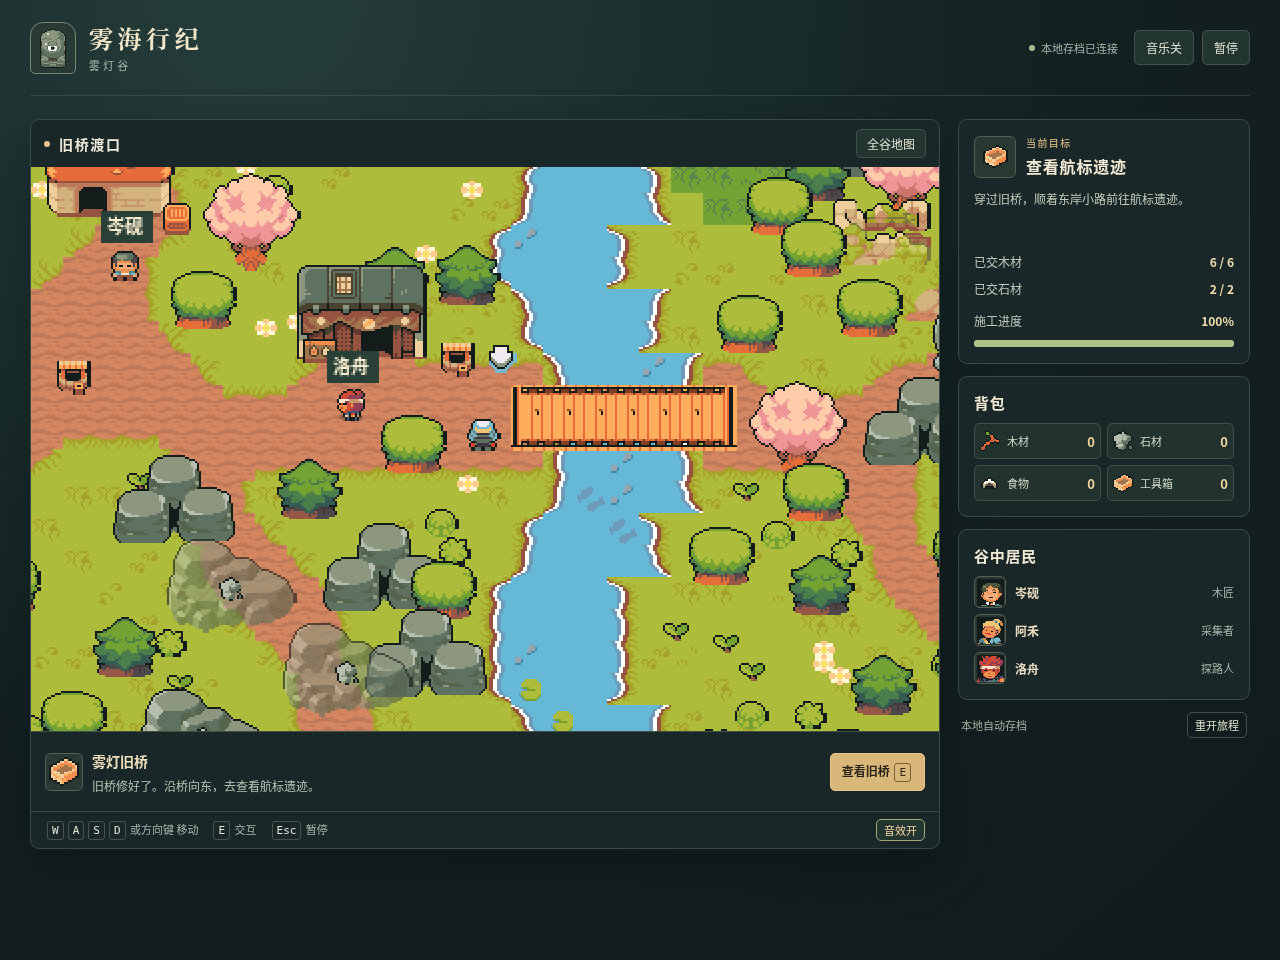 雾海行纪
雾灯谷
本地存档已连接
音乐关
暂停
旧桥渡口
全谷地图
岑砚
洛舟
雾灯旧桥
旧桥修好了。沿桥向东，去查看航标遗迹。
查看旧桥 E
W A S D 或方向键 移动 E 交互 Esc 暂停
音效开
当前目标
查看航标遗迹
穿过旧桥，顺着东岸小路前往航标遗迹。
已交木材 6 / 6
已交石材 2 / 2
施工进度 100%
背包
木材 0 石材 0
食物 0 工具箱 0
谷中居民
岑砚 木匠
阿禾 采集者
洛舟 探路人
本地自动存档 重开旅程